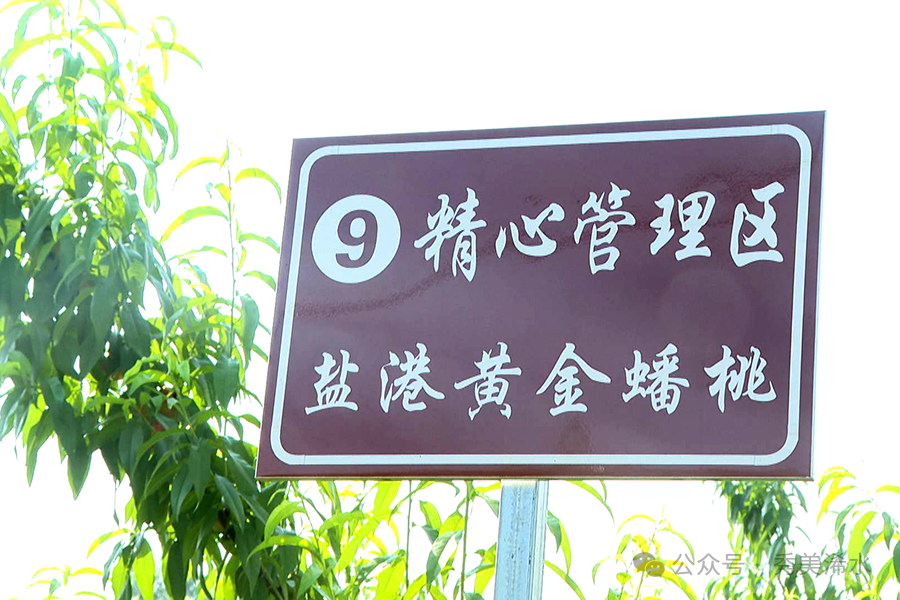 9 精心管理区
盐港黄金蟠桃
公众号 · 秀美浠水